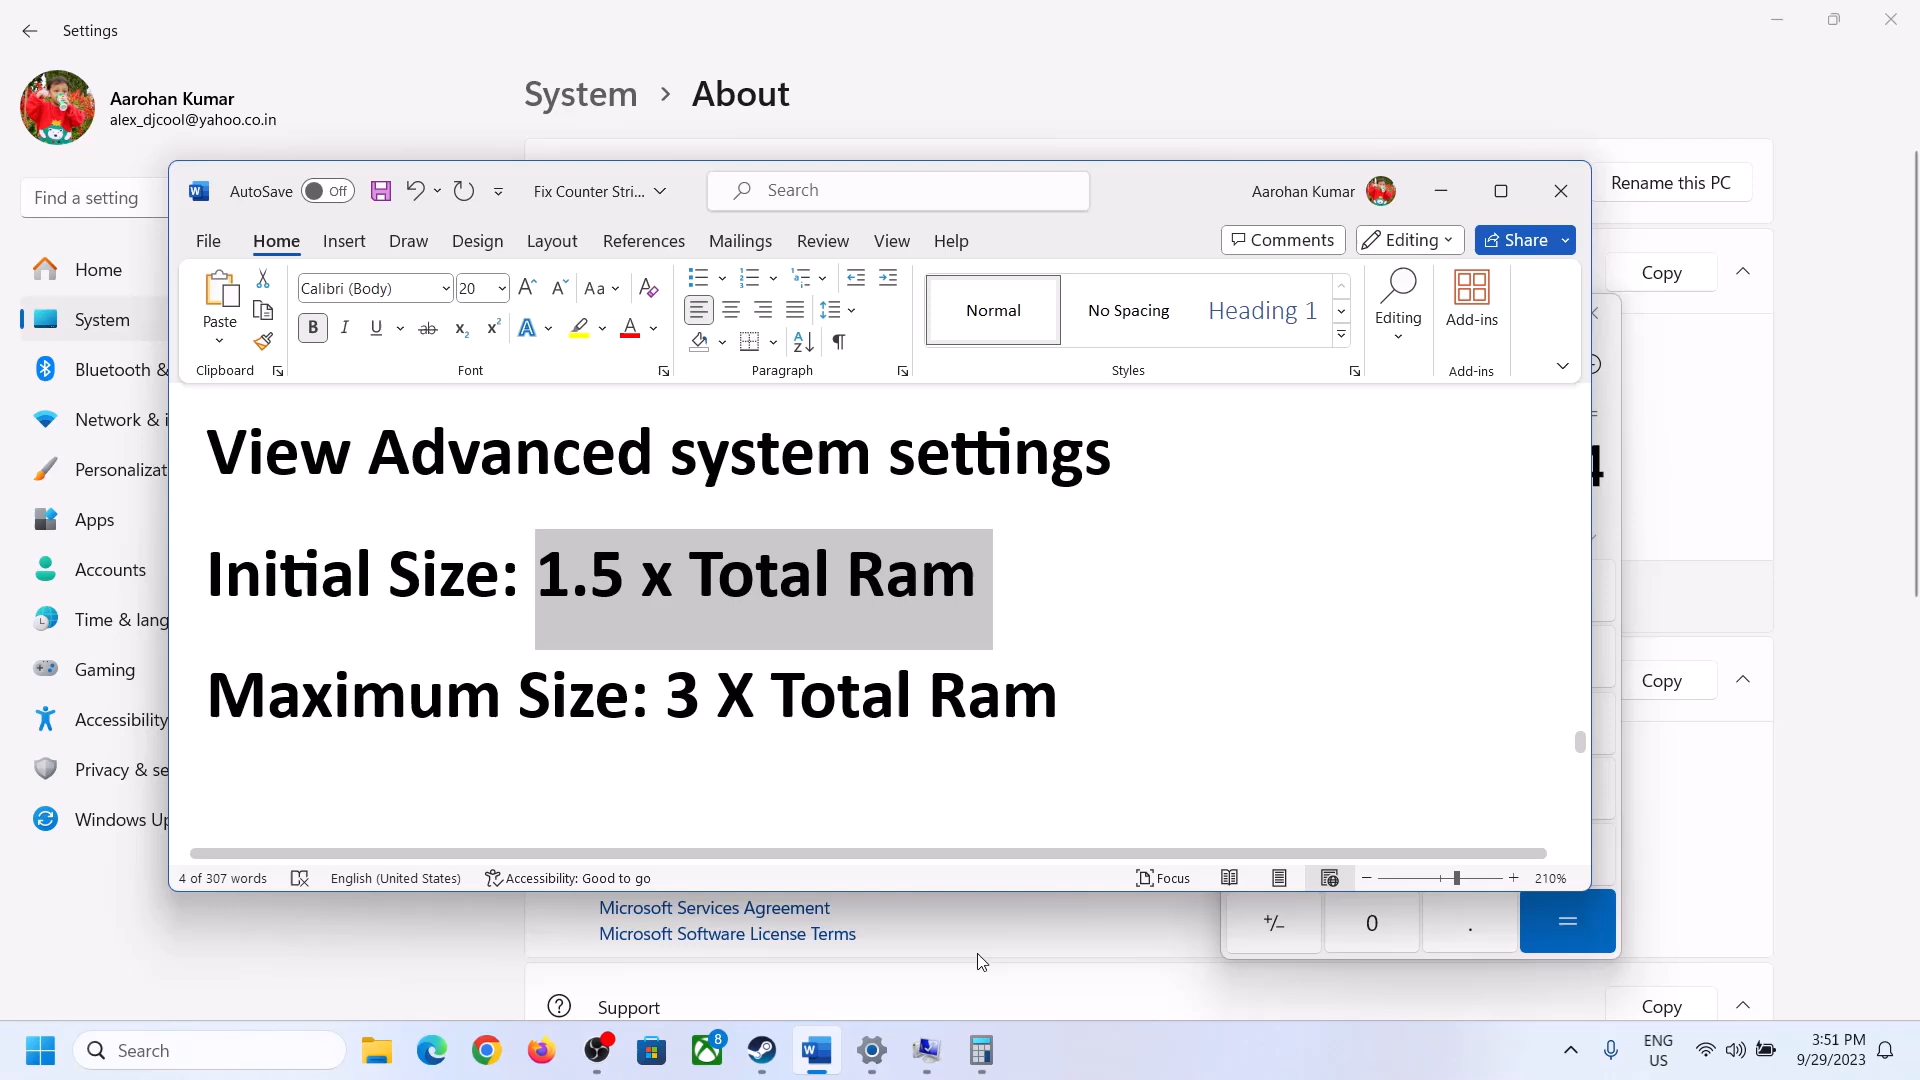 Settings
Aarohan Kumar
alex_djcool@yahoo.co.in
System > About
Find a setting
Home
System
Bluetooth &
Network & i
Personalizat
Apps
Accounts
Time & lang
Gaming
Accessibility
Privacy & se
Windows Up
Rename this PC
Copy
Copy
AutoSave Off Fix Counter Stri... Search Aarohan Kumar
File Home Insert Draw Design Layout References Mailings Review View Help Comments Editing Share
Paste
Calibri (Body) 20
Aa
B I U ab
Normal No Spacing Heading 1
Editing
Add-ins
Clipboard Font Paragraph Styles Add-ins
View Advanced system settings
Initial Size: 1.5 x Total Ram
Maximum Size: 3 X Total Ram
4 of 307 words English (United States) Accessibility: Good to go Focus 210%
Microsoft Services Agreement
Microsoft Software License Terms
+/− 0 . =
Support Copy
Search
8
ENG
US
3:51 PM
9/29/2023